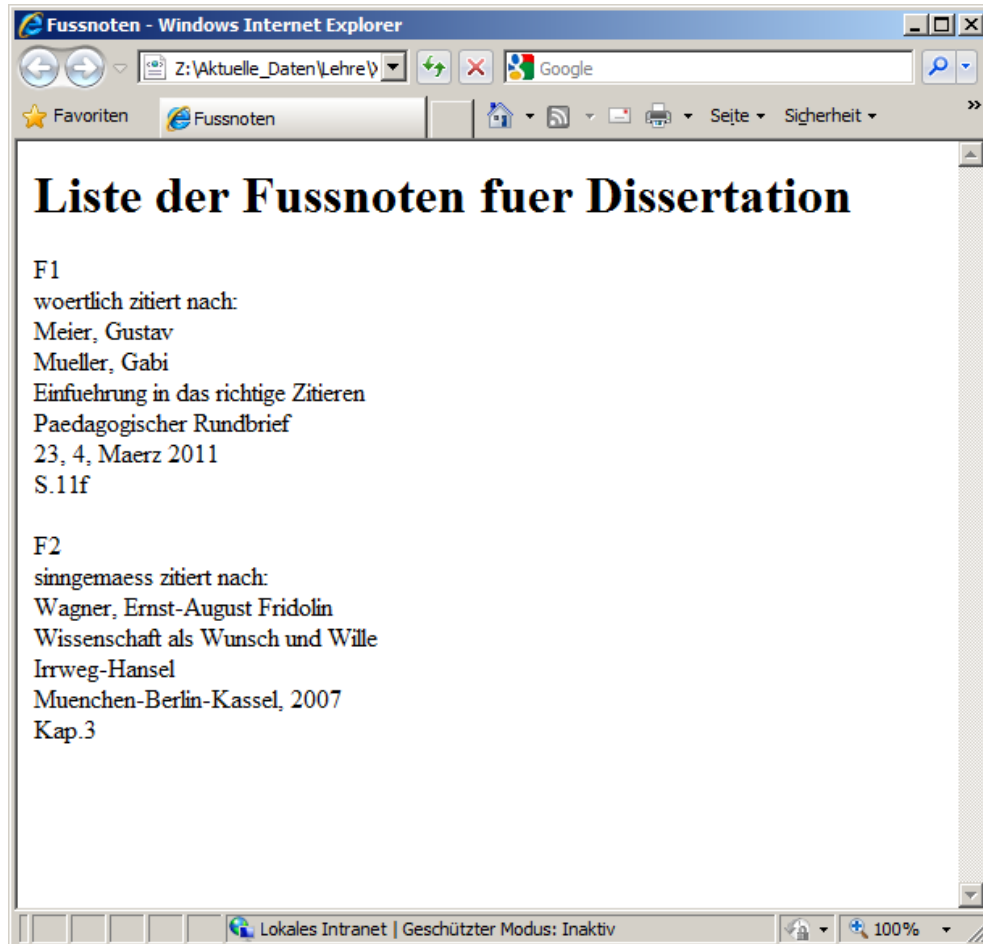 Fussnoten - Windows Internet Explorer
Z:\Aktuelle_Daten\Lehre\ Google
Favoriten Fussnoten Seite Sicherheit »
Liste der Fussnoten fuer Dissertation
F1
woertlich zitiert nach:
Meier, Gustav
Mueller, Gabi
Einfuehrung in das richtige Zitieren
Paedagogischer Rundbrief
23, 4, Maerz 2011
S.11f
F2
sinngemaess zitiert nach:
Wagner, Ernst-August Fridolin
Wissenschaft als Wunsch und Wille
Irrweg-Hansel
Muenchen-Berlin-Kassel, 2007
Kap.3
Lokales Intranet | Geschützter Modus: Inaktiv 100%